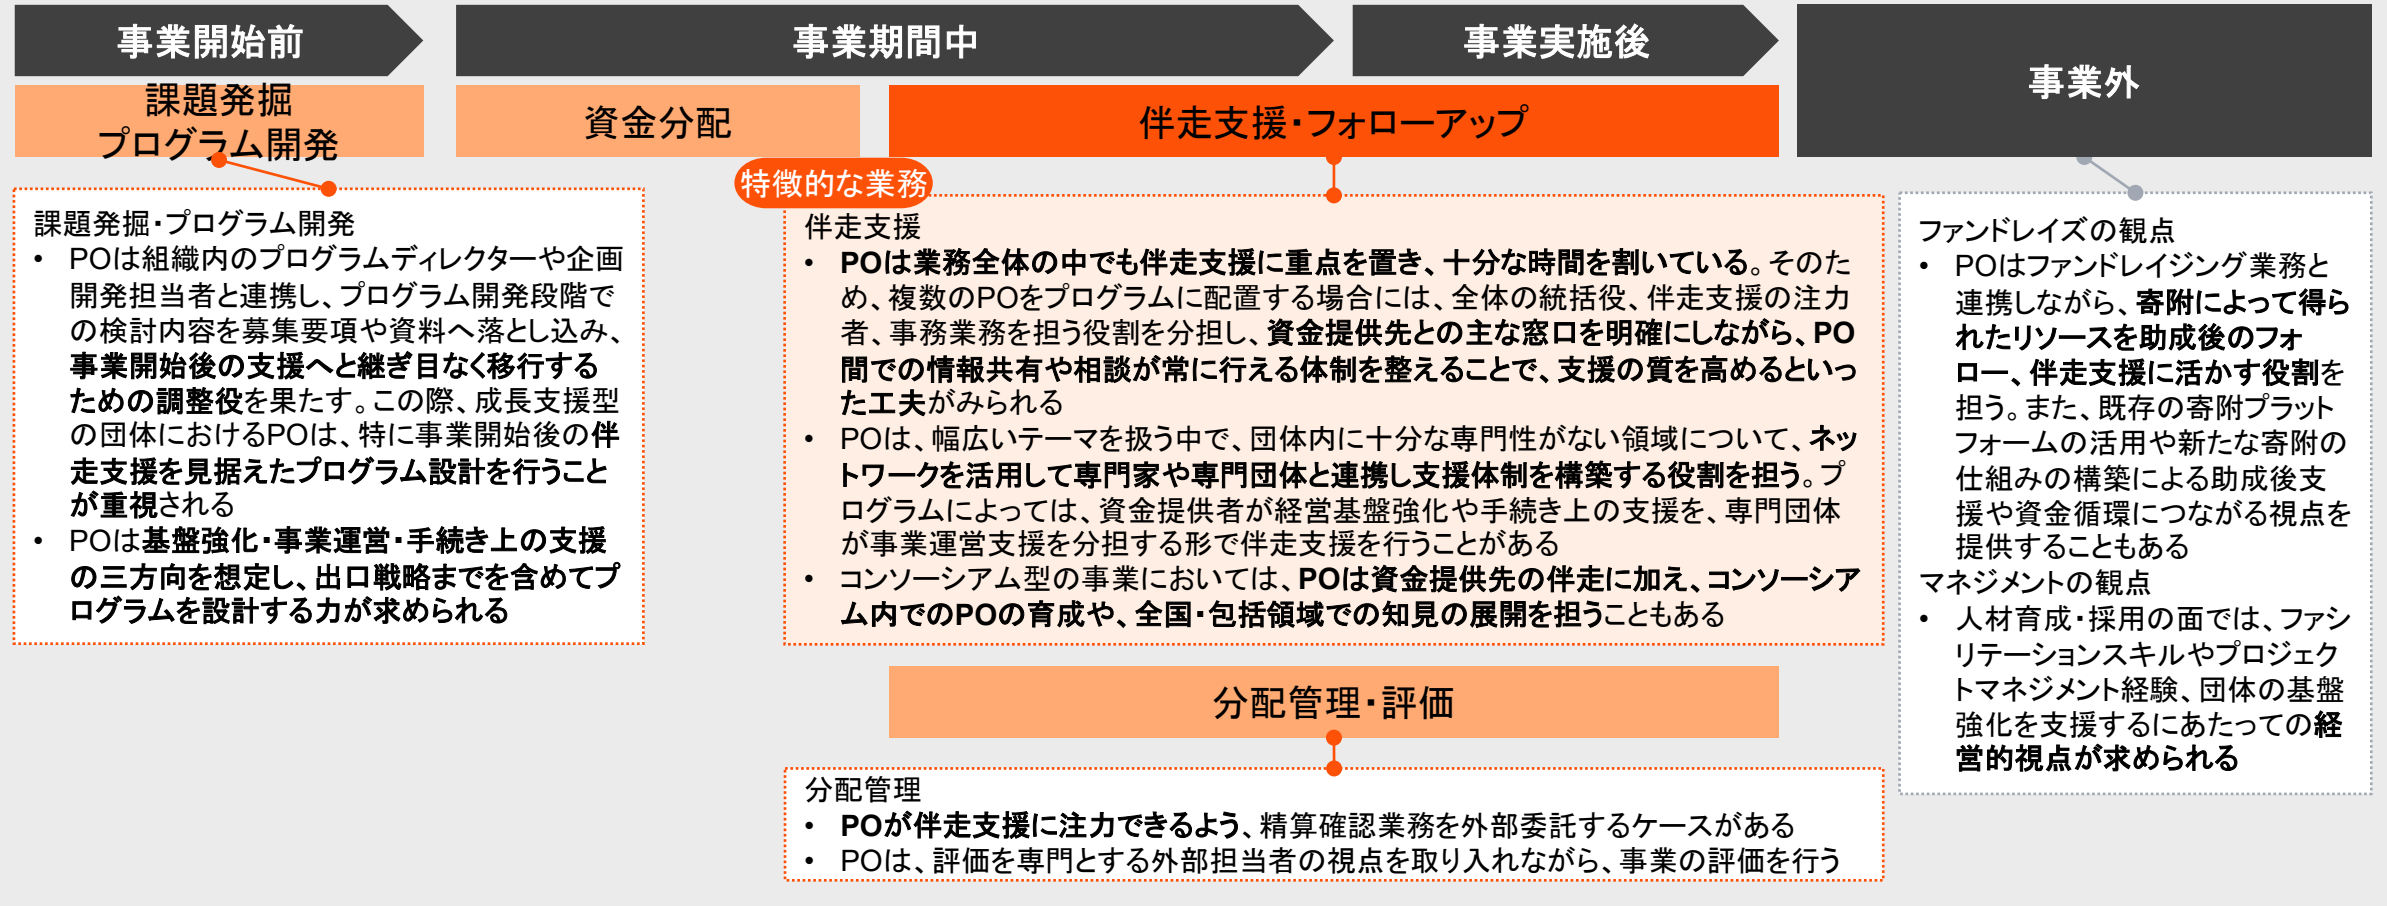 事業開始前
事業期間中
事業実施後
事業外
課題発掘
プログラム開発
資金分配
伴走支援・フォローアップ
課題発掘・プログラム開発
• POは組織内のプログラムディレクターや企画
開発担当者と連携し、プログラム開発段階で
の検討内容を募集要項や資料へ落とし込み、
事業開始後の支援へと継ぎ目なく移行する
ための調整役を果たす。この際、成長支援型
の団体におけるPOは、特に事業開始後の伴
走支援を見据えたプログラム設計を行うこと
が重視される
• POは基盤強化・事業運営・手続き上の支援
の三方向を想定し、出口戦略までを含めてプ
ログラムを設計する力が求められる
特徴的な業務
伴走支援
• POは業務全体の中でも伴走支援に重点を置き、十分な時間を割いている。そのた
め、複数のPOをプログラムに配置する場合には、全体の統括役、伴走支援の注力
者、事務業務を担う役割を分担し、資金提供先との主な窓口を明確にしながら、PO
間での情報共有や相談が常に行える体制を整えることで、支援の質を高めるといっ
た工夫がみられる
• POは、幅広いテーマを扱う中で、団体内に十分な専門性がない領域について、ネッ
トワークを活用して専門家や専門団体と連携し支援体制を構築する役割を担う。プ
ログラムによっては、資金提供者が経営基盤強化や手続き上の支援を、専門団体
が事業運営支援を分担する形で伴走支援を行うことがある
• コンソーシアム型の事業においては、POは資金提供先の伴走に加え、コンソーシア
ム内でのPOの育成や、全国・包括領域での知見の展開を担うこともある
分配管理・評価
分配管理
• POが伴走支援に注力できるよう、精算確認業務を外部委託するケースがある
• POは、評価を専門とする外部担当者の視点を取り入れながら、事業の評価を行う
ファンドレイズの観点
• POはファンドレイジング業務と
連携しながら、寄附によって得ら
れたリソースを助成後のフォ
ロー、伴走支援に活かす役割を
担う。また、既存の寄附プラット
フォームの活用や新たな寄附の
仕組みの構築による助成後支
援や資金循環につながる視点を
提供することもある
マネジメントの観点
• 人材育成・採用の面では、ファシ
リテーションスキルやプロジェク
トマネジメント経験、団体の基盤
強化を支援するにあたっての経
営的視点が求められる